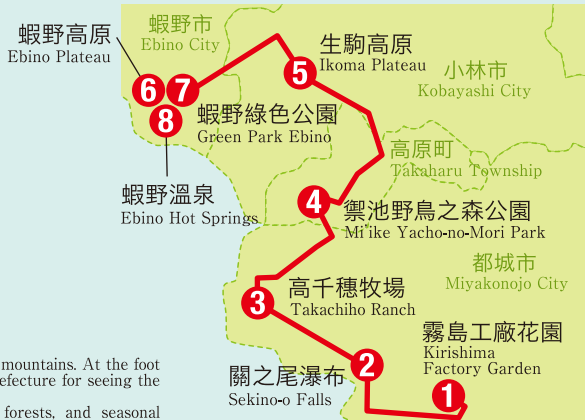 蝦野高原
Ebino Plateau
蝦野市
Ebino City
生駒高原
Ikoma Plateau
小林市
Kobayashi City
6
7
5
8
蝦野綠色公園
Green Park Ebino
高原町
Takaharu Township
蝦野溫泉
Ebino Hot Springs
4
禦池野鳥之森公園
Mi'ike Yacho-no-Mori Park
都城市
Miyakonojo City
3
高千穗牧場
Takachiho Ranch
霧島工廠花園
Kirishima
Factory Garden
關之尾瀑布
Sekino-o Falls
2
1
mountains. At the foot
efecture for seeing the
forests, and seasonal